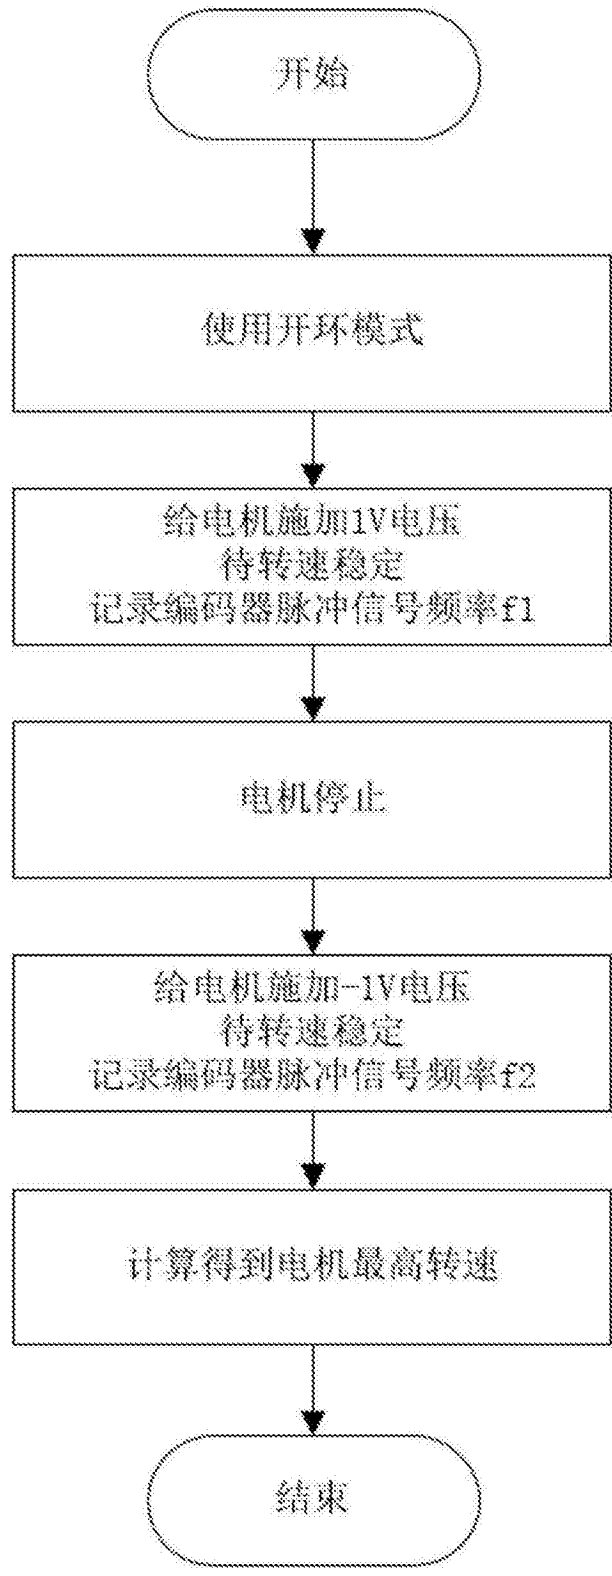 开始
使用开环模式
给电机施加1V电压
待转速稳定
记录编码器脉冲信号频率f1
电机停止
给电机施加-1V电压
待转速稳定
记录编码器脉冲信号频率f2
计算得到电机最高转速
结束